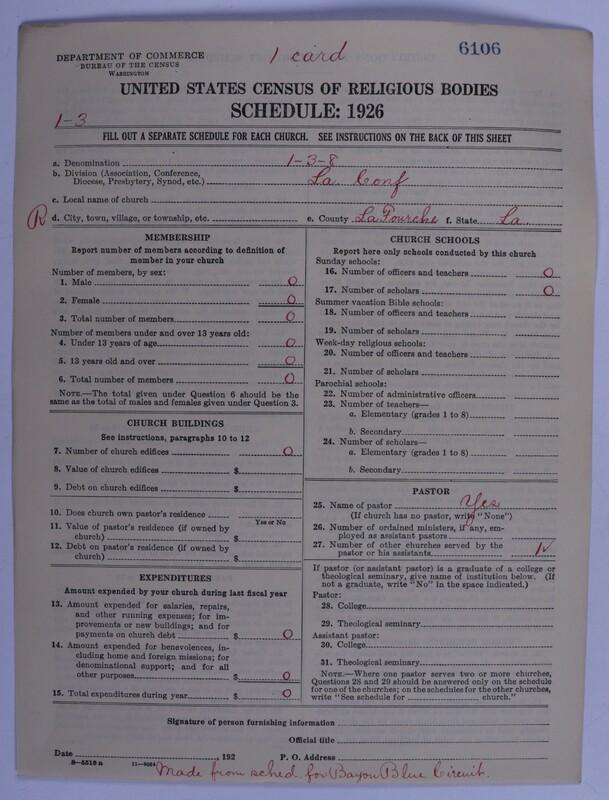 1 card
6106
DEPARTMENT OF COMMERCE
BUREAU OF THE CENSUS
WASHINGTON
UNITED STATES CENSUS OF RELIGIOUS BODIES
SCHEDULE: 1926
1-3
FILL OUT A SEPARATE SCHEDULE FOR EACH CHURCH. SEE INSTRUCTIONS ON THE BACK OF THIS SHEET
a. Denomination 1-3-8
b. Division (Association, Conference,
Diocese, Presbytery, Synod, etc.) La. Conf
c. Local name of church
R d. City, town, village, or township, etc. e. County LaFourche f. State La.
MEMBERSHIP
Report number of members according to definition of
member in your church
Number of members, by sex:
1. Male 0
2. Female 0
3. Total number of members 0
Number of members under and over 13 years old:
4. Under 13 years of age 0
5. 13 years old and over 0
6. Total number of members 0
NOTE.—The total given under Question 6 should be the
same as the total of males and females given under Question 3.
CHURCH BUILDINGS
See instructions, paragraphs 10 to 12
7. Number of church edifices 0
8. Value of church edifices $
9. Debt on church edifices $
10. Does church own pastor's residence
Yes or No
11. Value of pastor's residence (if owned by
church) $
12. Debt on pastor's residence (if owned by
church) $
EXPENDITURES
Amount expended by your church during last fiscal year
13. Amount expended for salaries, repairs,
and other running expenses; for im-
provements or new buildings; and for
payments on church debt $ 0
14. Amount expended for benevolences, in-
cluding home and foreign missions; for
denominational support; and for all
other purposes $ 0
15. Total expenditures during year $ 0
CHURCH SCHOOLS
Report here only schools conducted by this church
Sunday schools:
16. Number of officers and teachers 0
17. Number of scholars 0
Summer vacation Bible schools:
18. Number of officers and teachers
19. Number of scholars
Week-day religious schools:
20. Number of officers and teachers
21. Number of scholars
Parochial schools:
22. Number of administrative officers
23. Number of teachers—
a. Elementary (grades 1 to 8)
b. Secondary
24. Number of scholars—
a. Elementary (grades 1 to 8)
b. Secondary
PASTOR
25. Name of pastor Yes
(If church has no pastor, write "None")
26. Number of ordained ministers, if any, em-
ployed as assistant pastors
27. Number of other churches served by the
pastor or his assistants
If pastor (or assistant pastor) is a graduate of a college or
theological seminary, give name of institution below. (If
not a graduate, write "No" in the space indicated.)
Pastor:
28. College
29. Theological seminary
Assistant pastor:
30. College
31. Theological seminary
NOTE.—Where one pastor serves two or more churches,
Questions 28 and 29 should be answered only on the schedule
for one of the churches; on the schedules for the other churches,
write "See schedule for church."
Signature of person furnishing information
Official title
Date , 192 P. O. Address
Made from sched. for Bayou Blue Circuit.